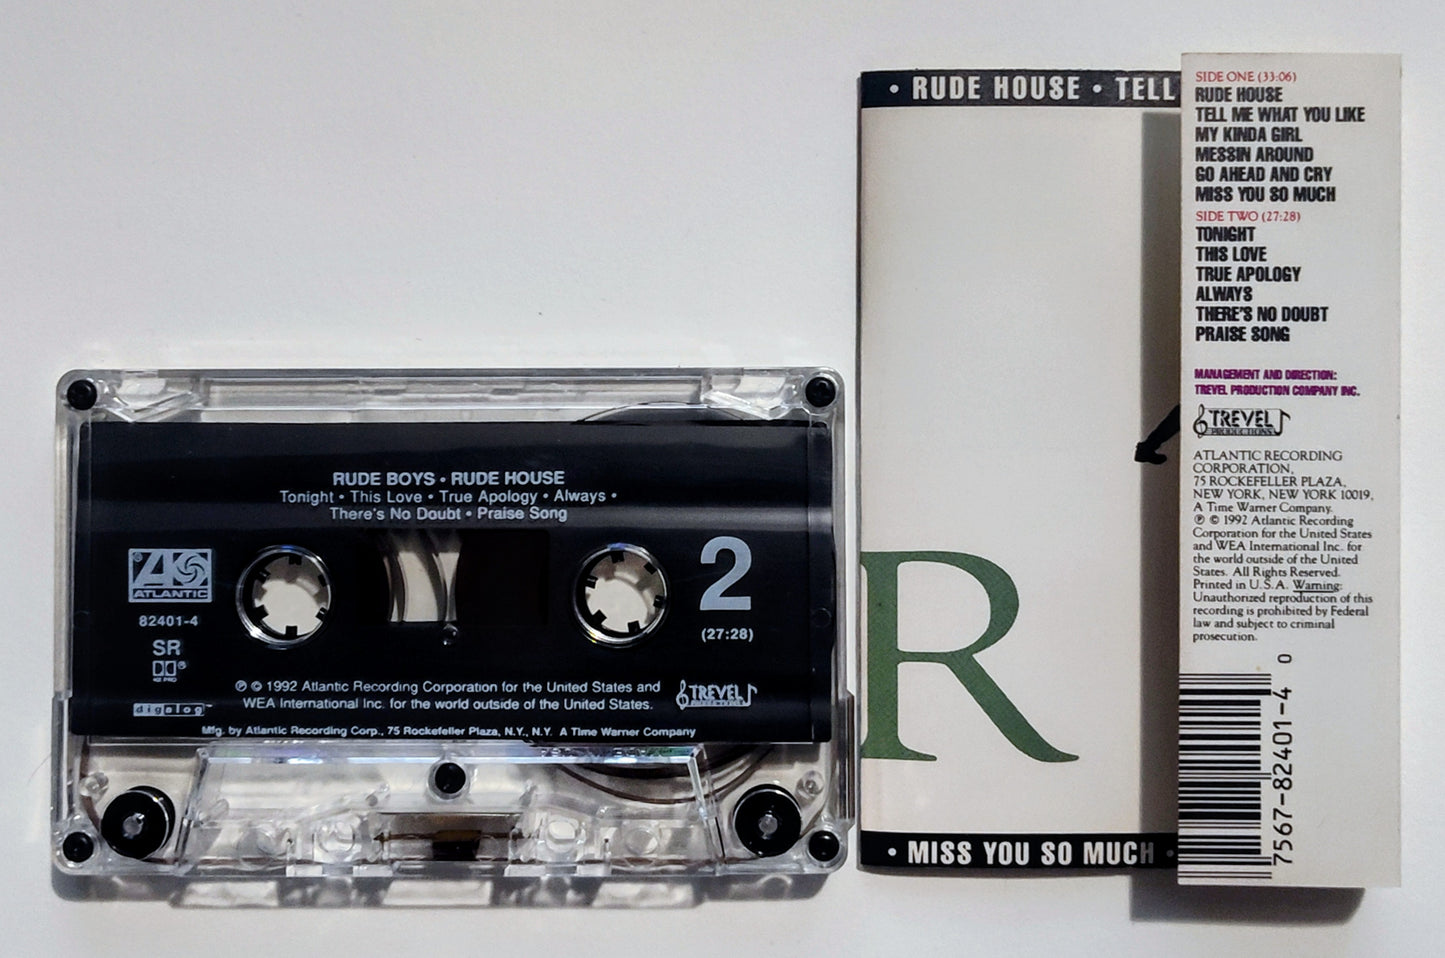 RUDE BOYS • RUDE HOUSE
Tonight • This Love • True Apology • Always •
There's No Doubt • Praise Song
ATLANTIC
82401-4
SR
HX PRO
digalog™
2
(27:28)
℗ © 1992 Atlantic Recording Corporation for the United States and
WEA International Inc. for the world outside of the United States.
TREVEL
PRODUCTIONS
Mfg. by Atlantic Recording Corp., 75 Rockefeller Plaza, N.Y., N.Y. A Time Warner Company
• RUDE HOUSE • TELL
R
• MISS YOU SO MUCH •
SIDE ONE (33:06)
RUDE HOUSE
TELL ME WHAT YOU LIKE
MY KINDA GIRL
MESSIN AROUND
GO AHEAD AND CRY
MISS YOU SO MUCH
SIDE TWO (27:28)
TONIGHT
THIS LOVE
TRUE APOLOGY
ALWAYS
THERE'S NO DOUBT
PRAISE SONG
MANAGEMENT AND DIRECTION:
TREVEL PRODUCTION COMPANY INC.
TREVEL
PRODUCTIONS
ATLANTIC RECORDING
CORPORATION,
75 ROCKEFELLER PLAZA,
NEW YORK, NEW YORK 10019,
A Time Warner Company.
℗ © 1992 Atlantic Recording
Corporation for the United States
and WEA International Inc. for
the world outside of the United
States. All Rights Reserved.
Printed in U.S.A. Warning:
Unauthorized reproduction of this
recording is prohibited by Federal
law and subject to criminal
prosecution.
7567-82401-4 0